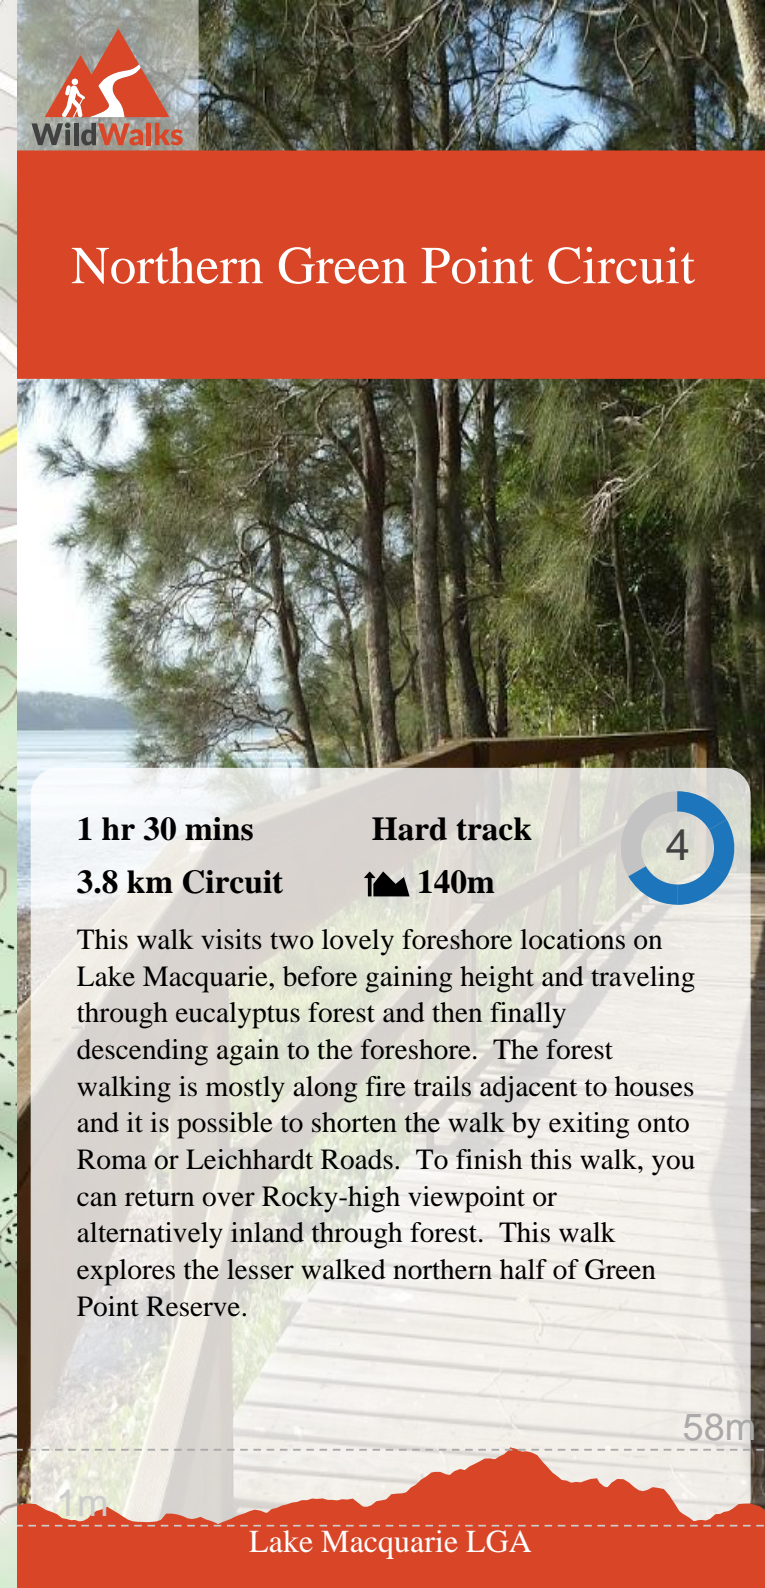 WildWalks
Northern Green Point Circuit
1 hr 30 mins
Hard track
4
3.8 km Circuit
140m
This walk visits two lovely foreshore locations on
Lake Macquarie, before gaining height and traveling
through eucalyptus forest and then finally
descending again to the foreshore.  The forest
walking is mostly along fire trails adjacent to houses
and it is possible to shorten the walk by exiting onto
Roma or Leichhardt Roads.  To finish this walk, you
can return over Rocky-high viewpoint or
alternatively inland through forest.  This walk
explores the lesser walked northern half of Green
Point Reserve.
58m
1m
Lake Macquarie LGA